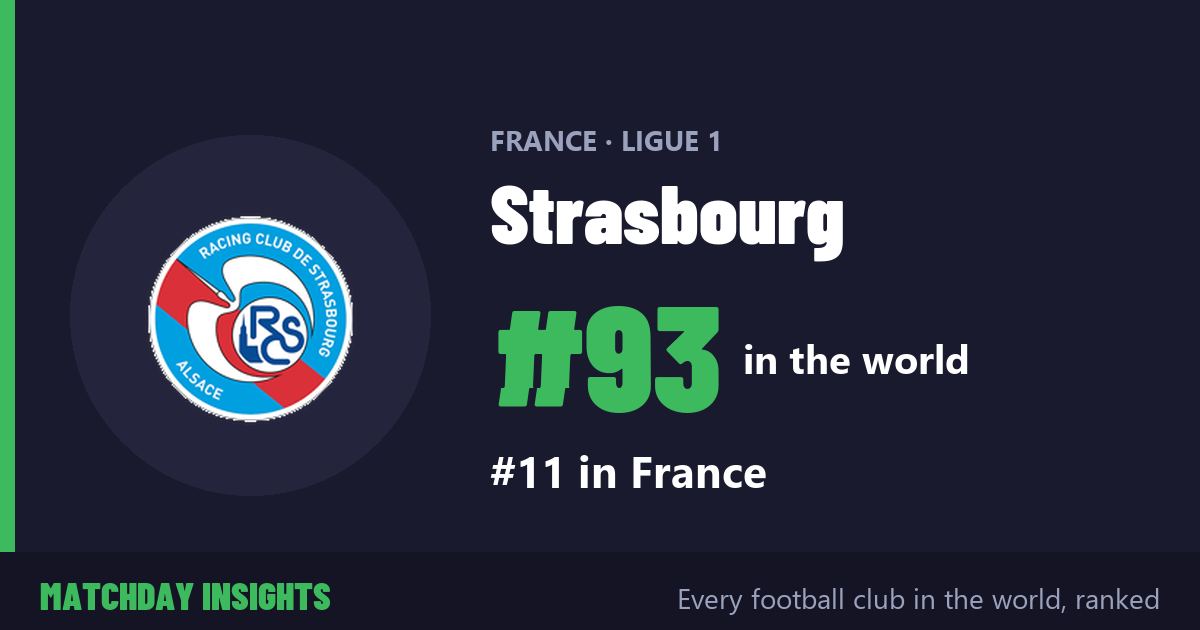 FRANCE · LIGUE 1
Strasbourg
RACING CLUB DE STRASBOURG
RCS
ALSACE
#93 in the world
#11 in France
MATCHDAY INSIGHTS
Every football club in the world, ranked